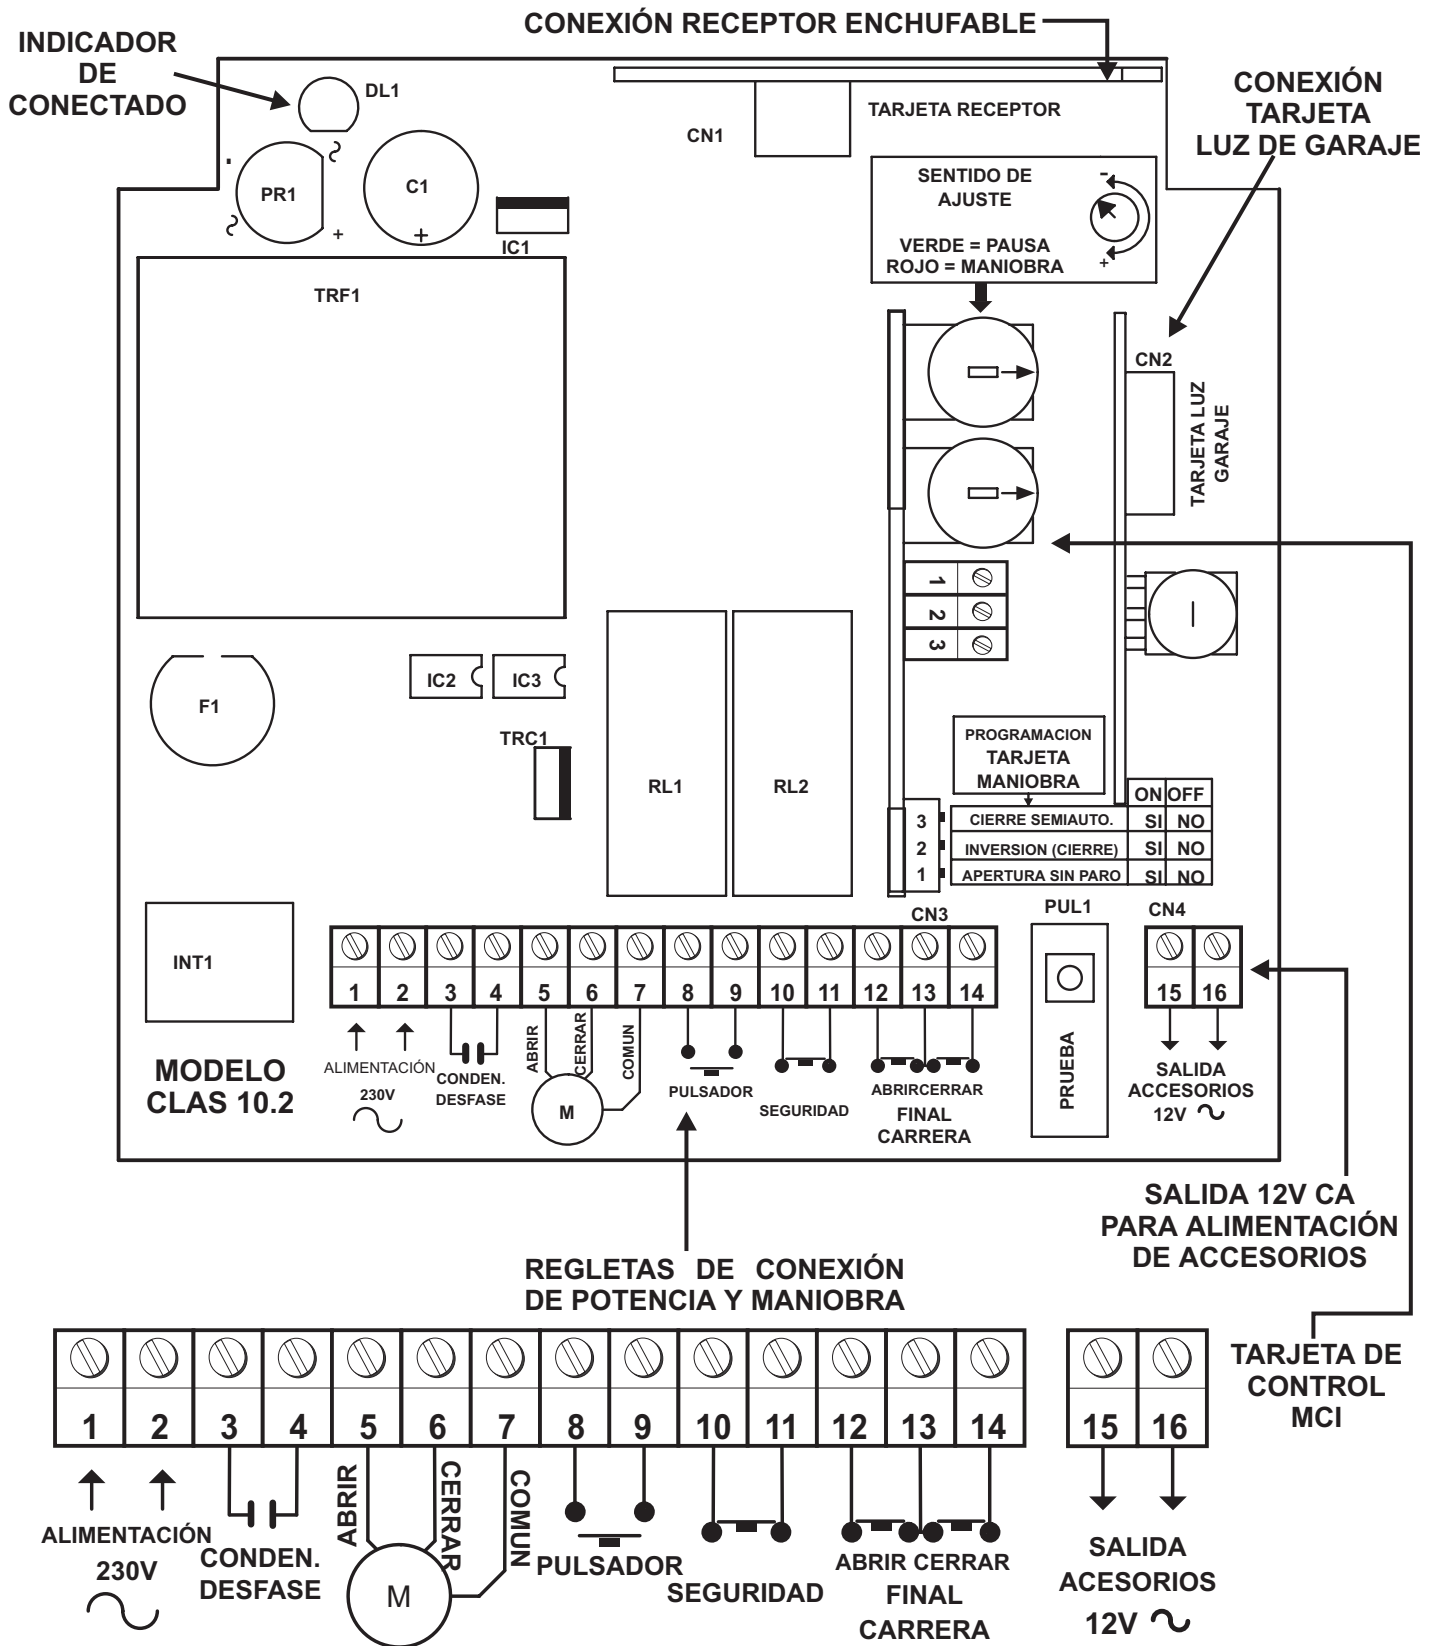 CONEXIÓN RECEPTOR ENCHUFABLE
INDICADOR
DE
CONECTADO
DL1
CN1
TARJETA RECEPTOR
CONEXIÓN
TARJETA
LUZ DE GARAJE
-
PR1
+
C1
+
IC1
SENTIDO DE
AJUSTE
VERDE = PAUSA
ROJO = MANIOBRA
-
+
TRF1
CN2
TARJETA LUZ
GARAJE
1
2
3
F1
IC2
IC3
TRC1
RL1
RL2
PROGRAMACION
TARJETA
MANIOBRA
ON OFF
3 CIERRE SEMIAUTO. SI NO
2 INVERSION (CIERRE) SI NO
1 APERTURA SIN PARO SI NO
INT1
CN3
PUL1
CN4
1 2 3 4 5 6 7 8 9 10 11 12 13 14
15 16
MODELO
CLAS 10.2
ALIMENTACIÓN
230V
CONDEN.
DESFASE
ABRIR
CERRAR
COMUN
M
PULSADOR
SEGURIDAD
ABRIRCERRAR
FINAL
CARRERA
PRUEBA
SALIDA
ACCESORIOS
12V
SALIDA 12V CA
PARA ALIMENTACIÓN
DE ACCESORIOS
REGLETAS DE CONEXIÓN
DE POTENCIA Y MANIOBRA
TARJETA DE
CONTROL
MCI
1 2 3 4 5 6 7 8 9 10 11 12 13 14
15 16
ALIMENTACIÓN
230V
CONDEN.
DESFASE
ABRIR
CERRAR
COMUN
M
PULSADOR
SEGURIDAD
ABRIR CERRAR
FINAL
CARRERA
SALIDA
ACESORIOS
12V